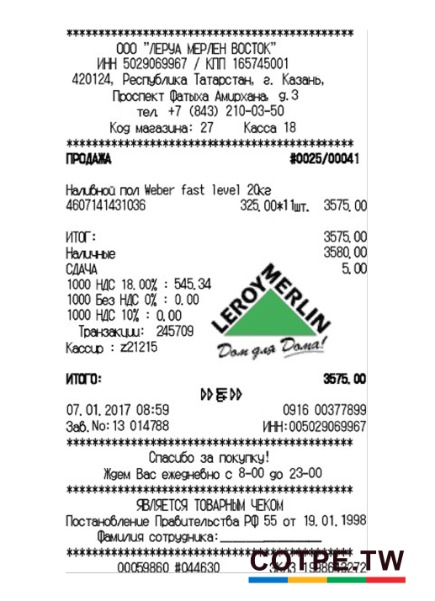 ****************************************
ООО "ЛЕРУА МЕРЛЕН ВОСТОК"
ИНН 5029069967 / КПП 165745001
420124, Республика Татарстан, г. Казань,
Проспект Фатыха Амирхана, д.3
тел. +7 (843) 210-03-50
Код магазина: 27 Касса 18
****************************************
ПРОДАЖА #0025/00041
Наливной пол Weber fast level 20кг
4607141431036 325,00*11шт. 3575,00
ИТОГ: 3575,00
Наличные 3580,00
СДАЧА 5,00
1000 НДС 18.00% : 545,34
1000 Без НДС 0% : 0,00
1000 НДС 10% : 0,00
Транзакции: 245709
Кассир : z21215
LEROY MERLIN
Дом для Дома!
ИТОГО: 3575,00
07.01.2017 08:59 0916 00377899
Зав.No:13 014788 ИНН:005029069967
****************************************
Спасибо за покупку!
Ждем Вас ежедневно с 8-00 до 23-00
****************************************
ЯВЛЯЕТСЯ ТОВАРНЫМ ЧЕКОМ
Постановление Правительства РФ 55 от 19.01.1998
Фамилия сотрудника:______________
****************************************
00059860 #044630
COTPE.TW